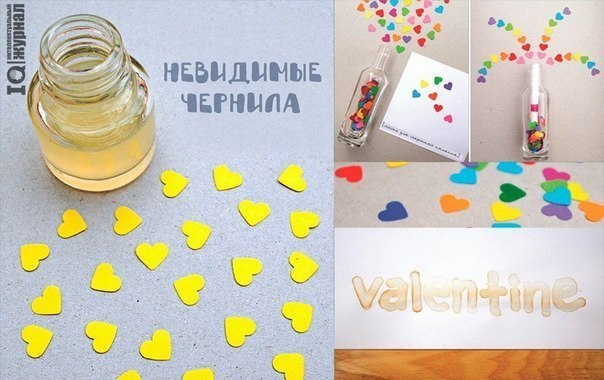 IQ интеллектуальный
журнал
НЕВИДИМЫЕ
ЧЕРНИЛА
valentine